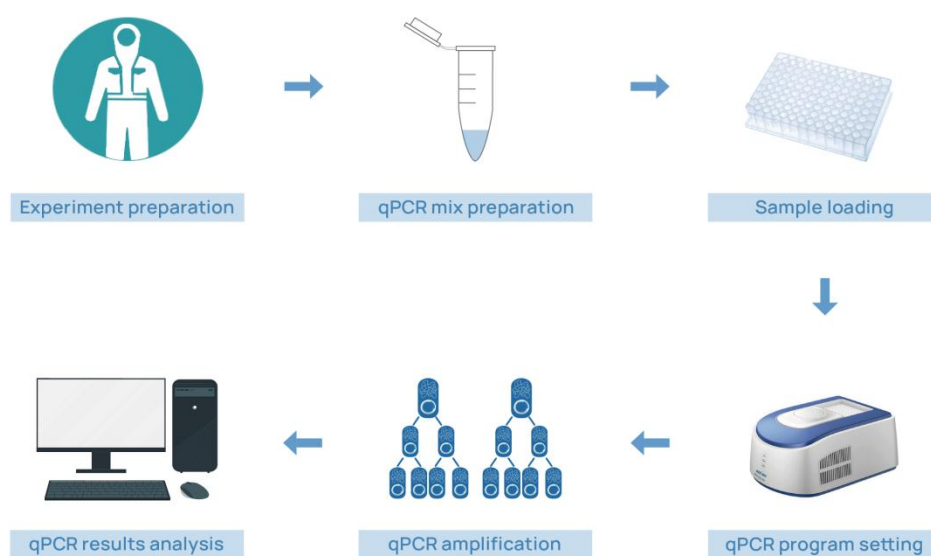 Experiment preparation
qPCR mix preparation
Sample loading
qPCR program setting
qPCR amplification
qPCR results analysis